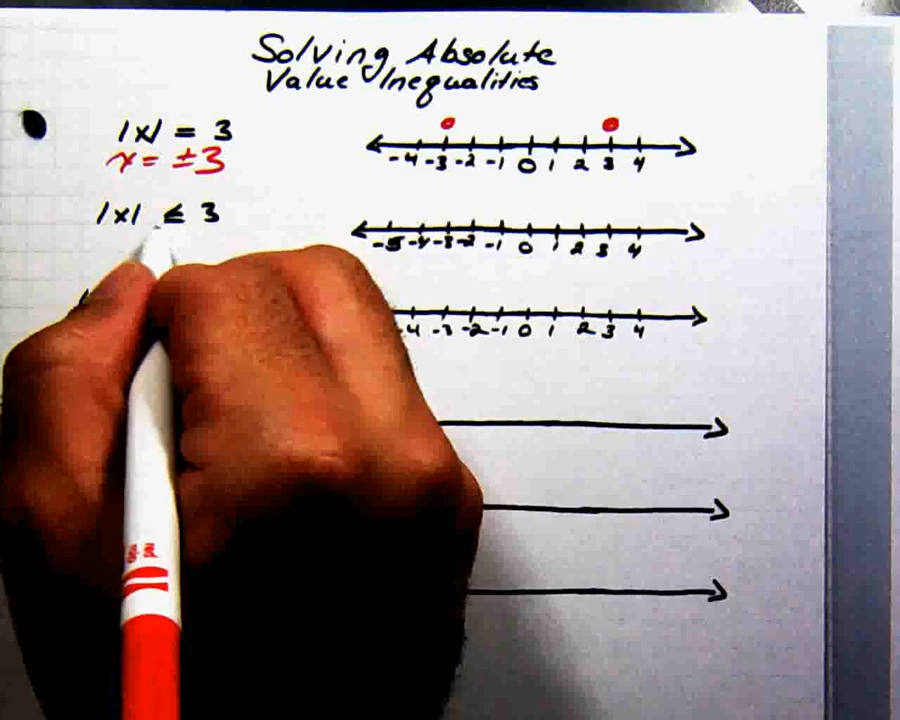 Solving Absolute
Value Inequalities
|x| = 3
x = ±3
-4 -3 -2 -1 0 1 2 3 4
|x| ≤ 3
-5 -4 -3 -2 -1 0 1 2 3 4
-4 -3 -2 -1 0 1 2 3 4